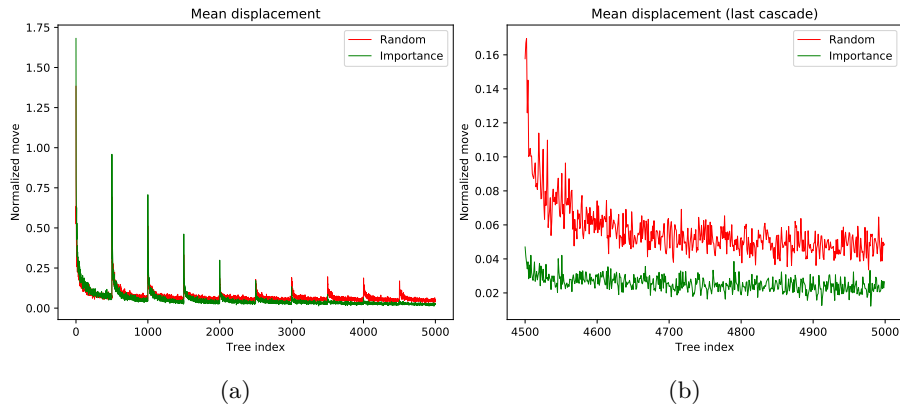 Mean displacement
1.75
1.50
1.25
1.00
0.75
0.50
0.25
0.00
Normalized move
Random
Importance
0 1000 2000 3000 4000 5000
Tree index
(a)
Mean displacement (last cascade)
0.16
0.14
0.12
0.10
0.08
0.06
0.04
0.02
Normalized move
Random
Importance
4500 4600 4700 4800 4900 5000
Tree index
(b)